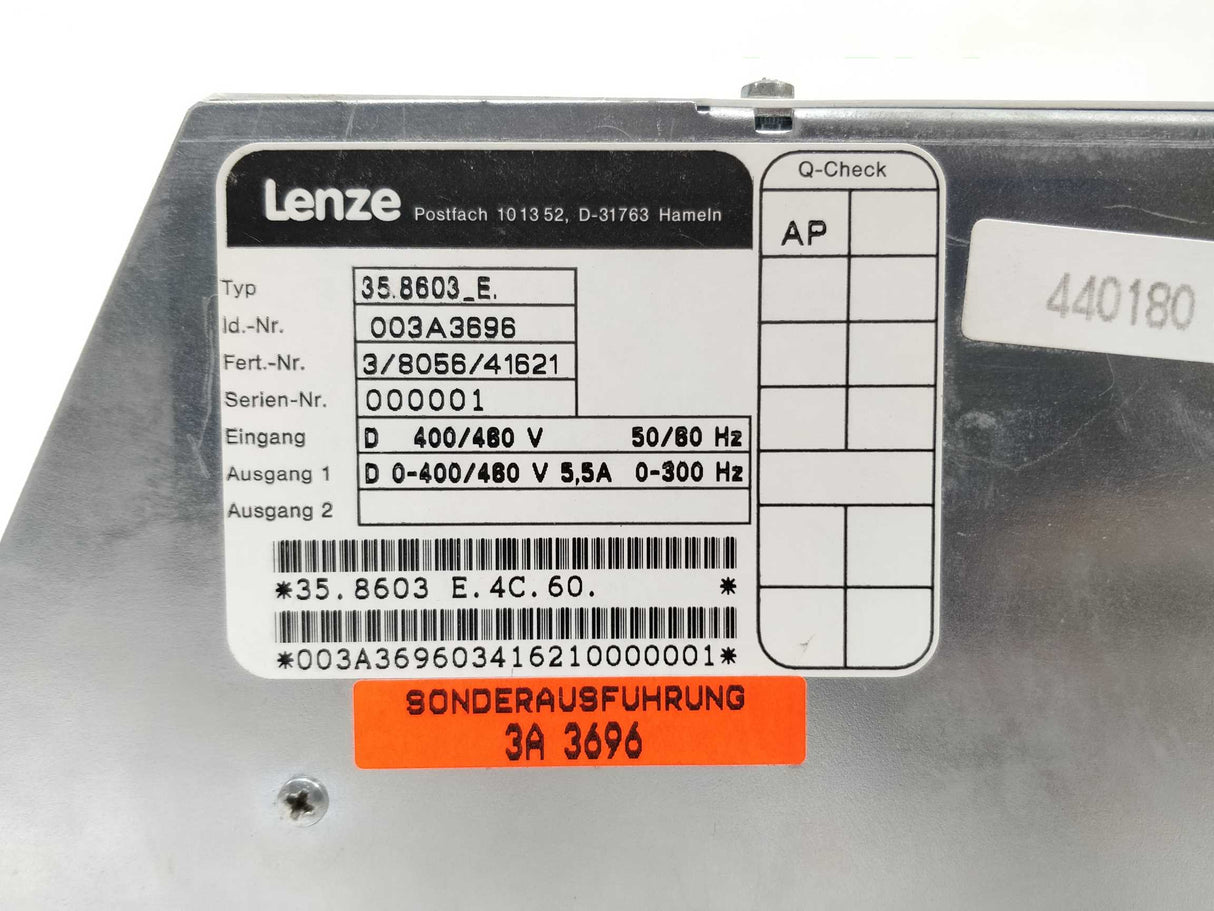 Lenze Postfach 10 13 52, D-31763 Hameln
Q-Check
AP
Typ 35.8603_E.
Id.-Nr. 003A3696
Fert.-Nr. 3/8056/41621
Serien-Nr. 000001
Eingang D 400/460 V 50/60 Hz
Ausgang 1 D 0-400/460 V 5,5A 0-300 Hz
Ausgang 2
*35.8603 E.4C.60. *
*003A369603416210000001*
SONDERAUSFUHRUNG
3A 3696
440180